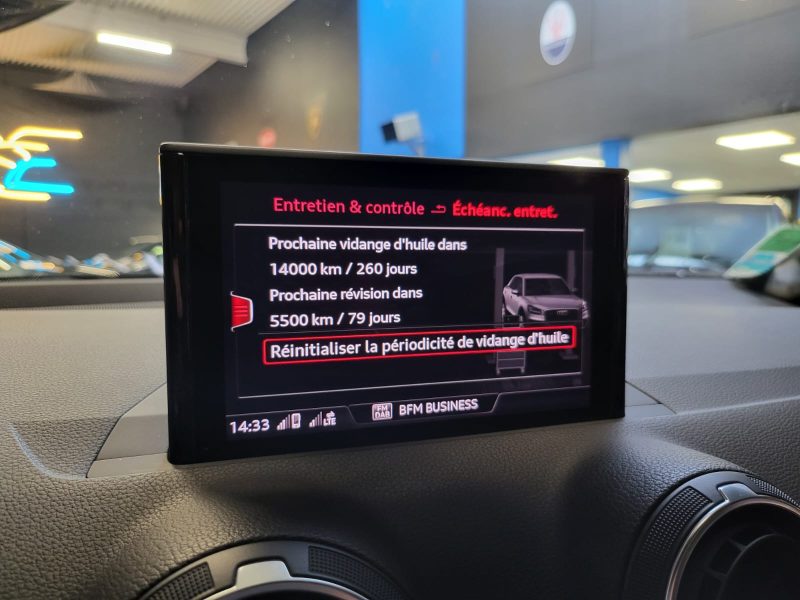 Entretien & contrôle Échéanc. entret.
Prochaine vidange d'huile dans
14000 km / 260 jours
Prochaine révision dans
5500 km / 79 jours
Réinitialiser la périodicité de vidange d'huile
14:33 LTE FM DAB BFM BUSINESS